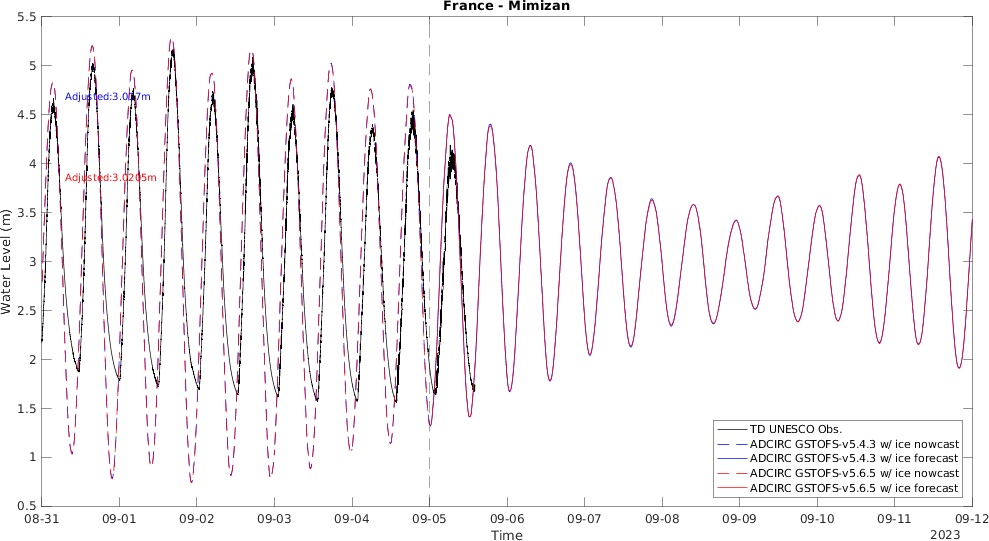 France - Mimizan
5.5
5
4.5
4
3.5
3
2.5
2
1.5
1
0.5
Water Level (m)
Adjusted:3.0205m
TD UNESCO Obs.
ADCIRC GSTOFS-v5.4.3 w/ ice nowcast
ADCIRC GSTOFS-v5.4.3 w/ ice forecast
ADCIRC GSTOFS-v5.6.5 w/ ice nowcast
ADCIRC GSTOFS-v5.6.5 w/ ice forecast
08-31 09-01 09-02 09-03 09-04 09-05 09-06 09-07 09-08 09-09 09-10 09-11 09-12
Time
2023